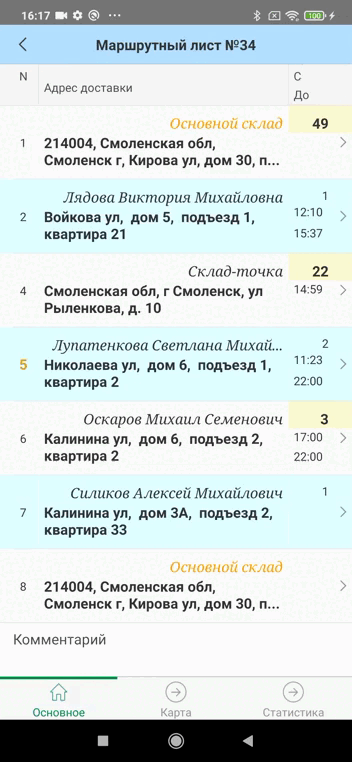 16:17
100
Маршрутный лист №34
N
Адрес доставки
С
До
Основной склад
49
1
214004, Смоленская обл,
Смоленск г, Кирова ул, дом 30, п...
Лядова Виктория Михайловна
1
2
Войкова ул, дом 5, подъезд 1,
квартира 21
12:10
15:37
Склад-точка
22
4
Смоленская обл, г Смоленск, ул
Рыленкова, д. 10
14:59
Лупатенкова Светлана Михай...
2
5
Николаева ул, дом 6, подъезд 1,
квартира 2
11:23
22:00
Оскаров Михаил Семенович
3
6
Калинина ул, дом 6, подъезд 2,
квартира 2
17:00
22:00
Силиков Алексей Михайлович
1
7
Калинина ул, дом 3А, подъезд 2,
квартира 33
Основной склад
8
214004, Смоленская обл,
Смоленск г, Кирова ул, дом 30, п...
Комментарий
Основное
Карта
Статистика